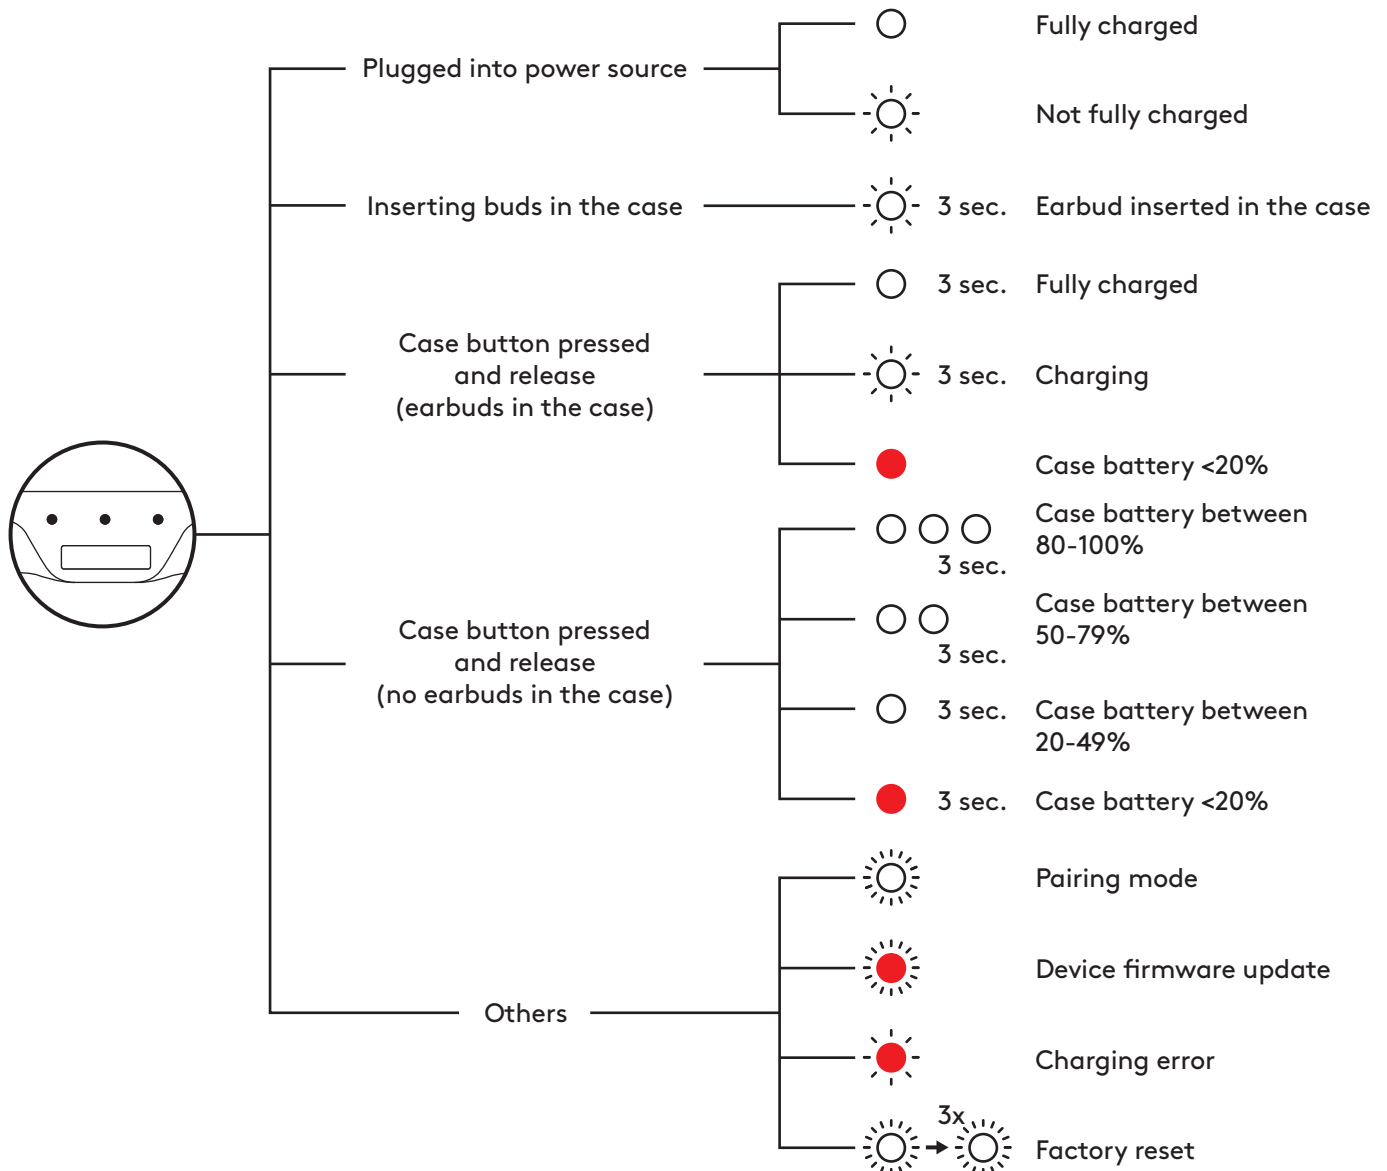 Fully charged
Plugged into power source
Not fully charged
Inserting buds in the case
3 sec.
Earbud inserted in the case
3 sec.
Fully charged
Case button pressed
and release
(earbuds in the case)
3 sec.
Charging
Case battery <20%
Case battery between
80-100%
3 sec.
Case battery between
50-79%
3 sec.
Case button pressed
and release
(no earbuds in the case)
3 sec.
Case battery between
20-49%
3 sec.
Case battery <20%
Pairing mode
Device firmware update
Others
Charging error
3x
Factory reset